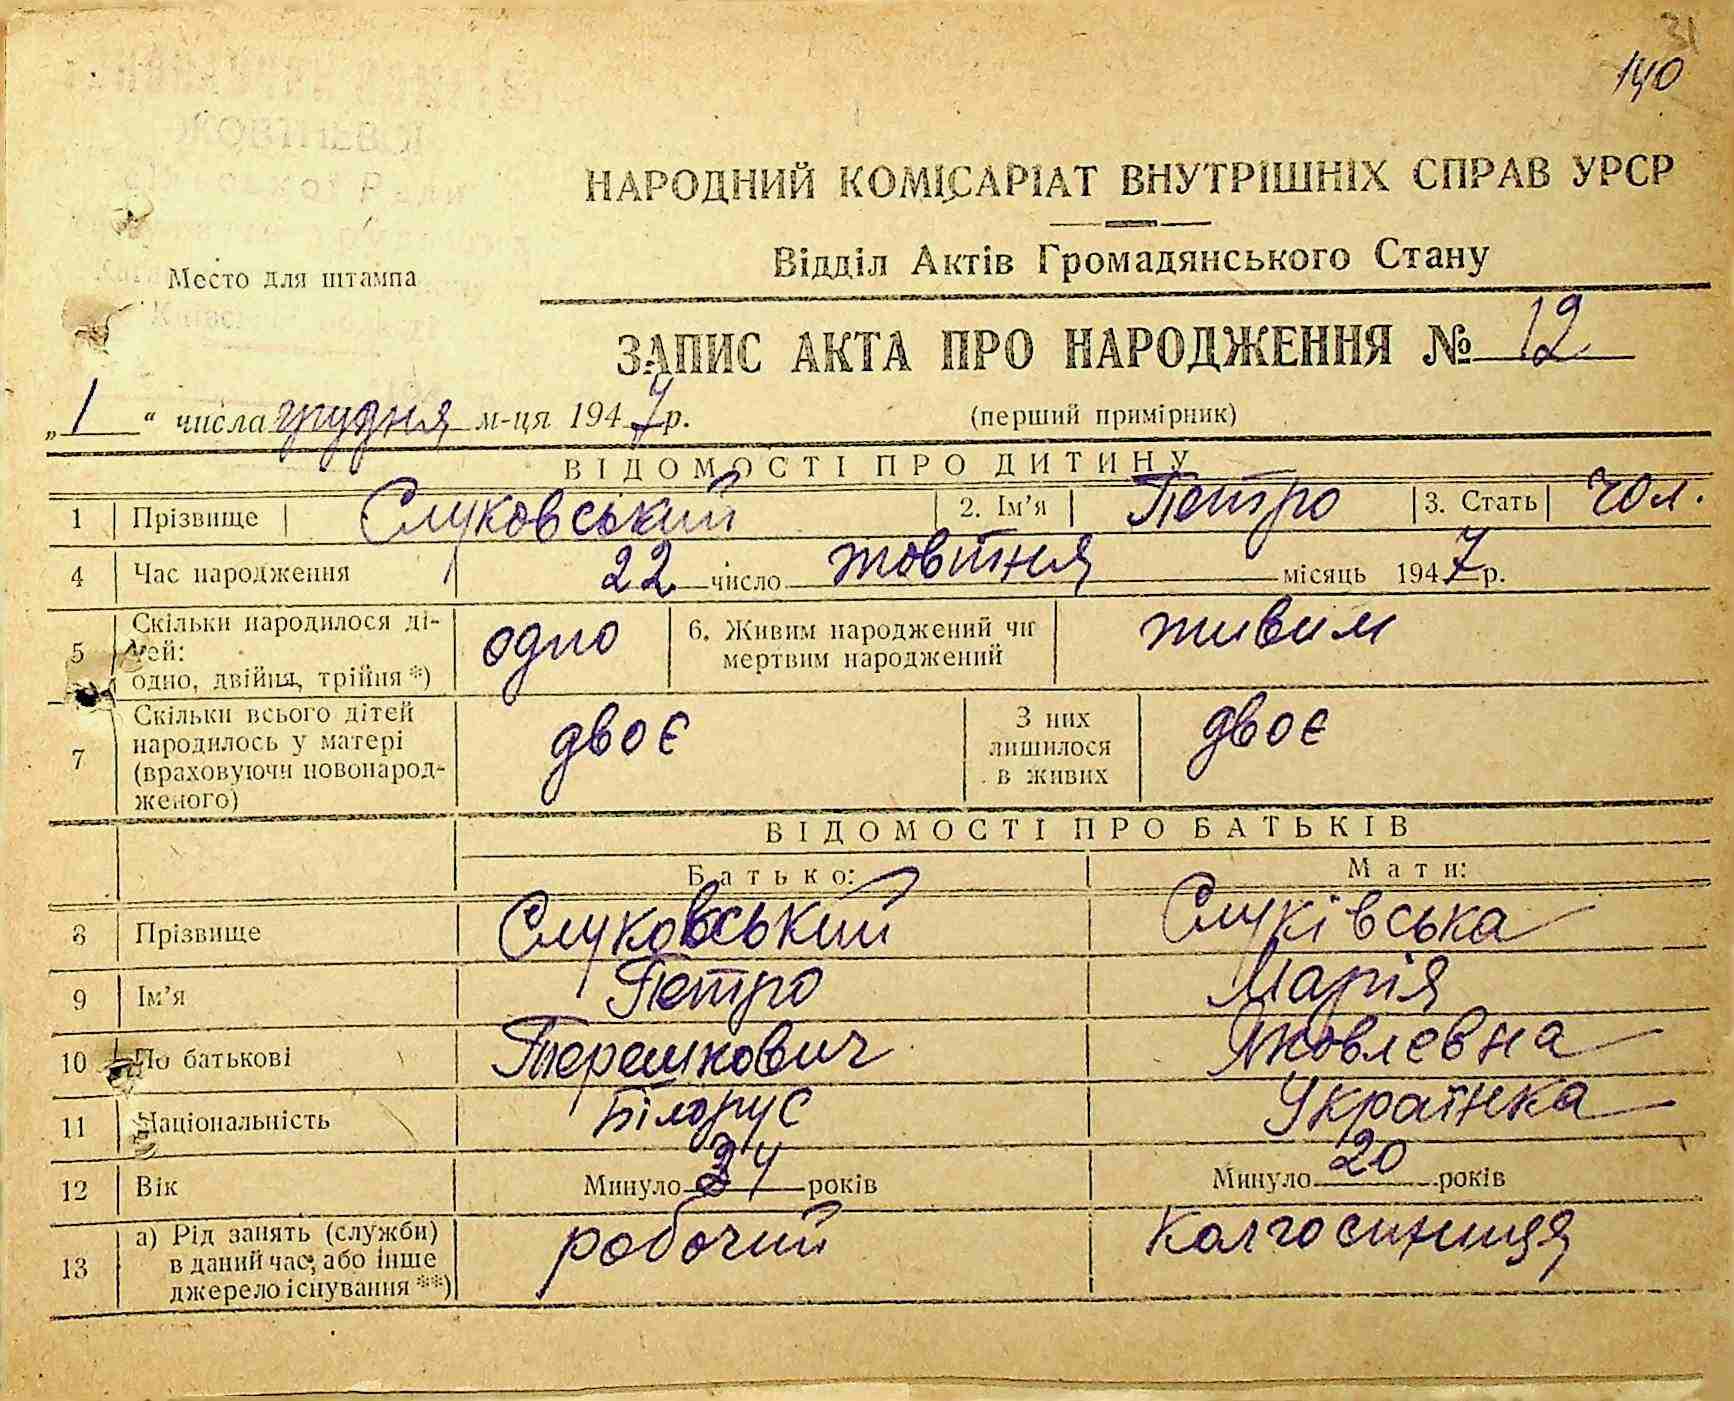 31
140
НАРОДНИЙ КОМІСАРІАТ ВНУТРІШНІХ СПРАВ УРСР
Відділ Актів Громадянського Стану
Место для штампа
ЗАПИС АКТА ПРО НАРОДЖЕННЯ № 12
„1“ числа грудня м-ця 1947 р. (перший примірник)
ВІДОМОСТІ ПРО ДИТИНУ
1 Прізвище Слуковський 2. Ім’я Петро 3. Стать чол.
4 Час народження 22 число жовтня місяць 1947 р.
5 Скільки народилося ді-
тей:
одно, двійня, трійня *) одно 6. Живим народжений чи
мертвим народжений живим
7 Скільки всього дітей
народилось у матері
(враховуючи новонарод-
женого) двоє З них
лишилося
в живих двоє
ВІДОМОСТІ ПРО БАТЬКІВ
Батько: Мати:
8 Прізвище Слуковський Слуківська
9 Ім’я Петро Марія
10 По батькові Терешкович Яковлевна
11 Національність Білорус Українка
12 Вік Минуло 24 років Минуло 20 років
13 а) Рід занять (служби)
в даний час, або інше
джерело існування **) робочий Колгоспниця